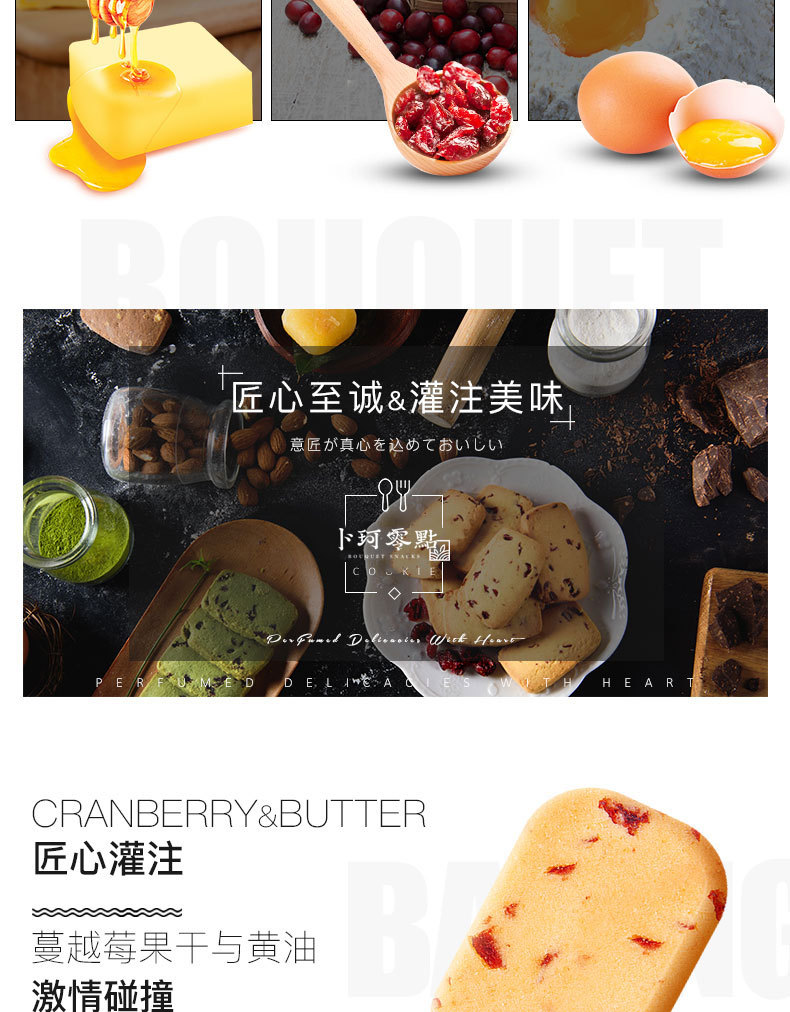 BOUQUET
匠心至诚&灌注美味
意匠が真心を込めておいしい
卜珂零點
BOUQUET SNACKS
COOKIE
Perfumed Delicacies With Heart
PERFUMED DELICACIES WITH HEART
CRANBERRY&BUTTER
匠心灌注
蔓越莓果干与黄油
激情碰撞